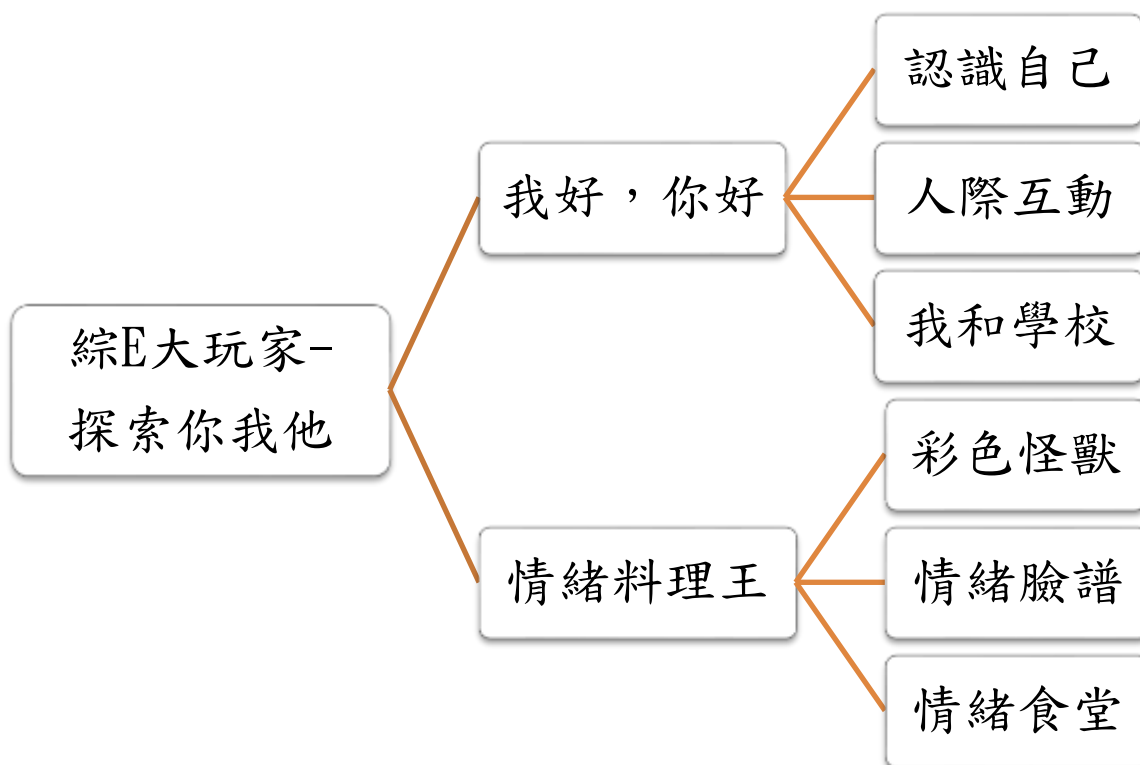 綜E大玩家-
探索你我他
我好，你好
認識自己
人際互動
我和學校
情緒料理王
彩色怪獸
情緒臉譜
情緒食堂